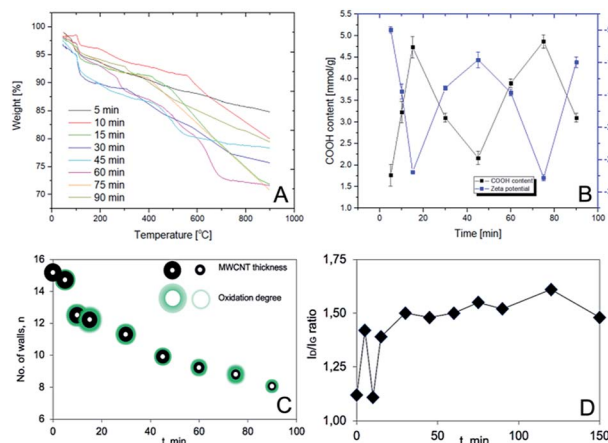 100
95
90
85
80
75
70
Weight [%]
5 min
10 min
15 min
30 min
45 min
60 min
75 min
90 min
A
0 200 400 600 800 1000
Temperature [°C]
5.0
4.5
4.0
3.5
3.0
2.5
2.0
1.5
1.0
COOH content [mmol/g]
B
COOH content
Zeta potential
0 20 40 60 80 100
Time [min]
16
14
12
10
8
6
No. of walls, n
C
MWCNT thickness
Oxidation degree
0 20 40 60 80 100
t, min
1,75
1,50
1,25
1,00
ID/IG ratio
D
0 50 100 150
t, min